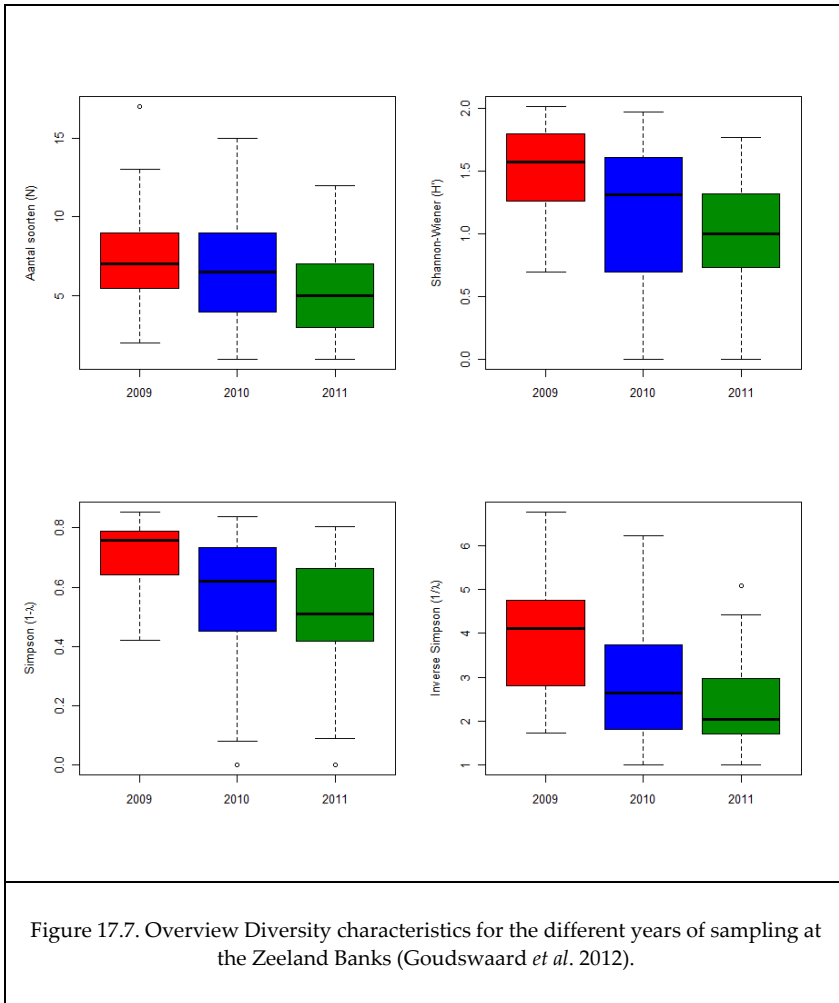 Aantal soorten (N)
15
10
5
2009 2010 2011
Shannon-Wiener (H')
2.0
1.5
1.0
0.5
0.0
2009 2010 2011
Simpson (1-λ)
0.8
0.6
0.4
0.2
0.0
2009 2010 2011
Inverse Simpson (1/λ)
6
5
4
3
2
1
2009 2010 2011
Figure 17.7. Overview Diversity characteristics for the different years of sampling at
the Zeeland Banks (Goudswaard et al. 2012).